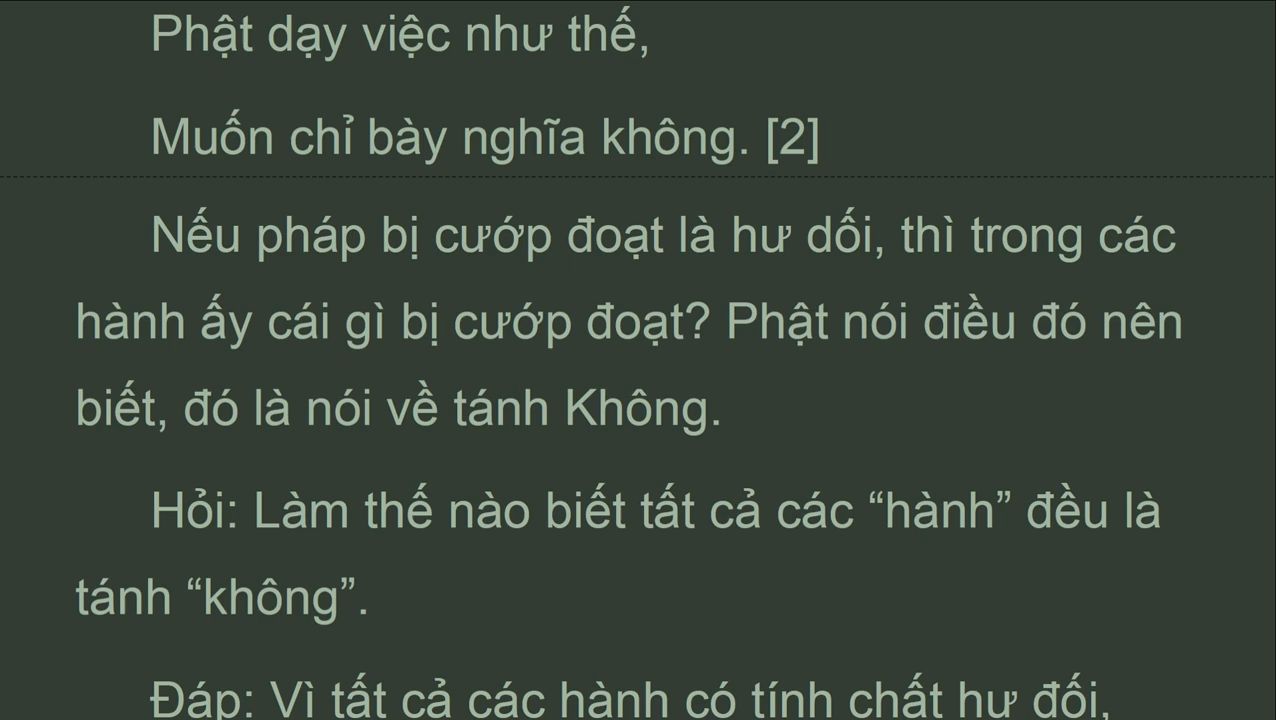 Phật dạy việc như thế,
Muốn chỉ bày nghĩa không. [2]
Nếu pháp bị cướp đoạt là hư dối, thì trong các
hành ấy cái gì bị cướp đoạt? Phật nói điều đó nên
biết, đó là nói về tánh Không.
Hỏi: Làm thế nào biết tất cả các “hành” đều là
tánh “không”.
Đáp: Vì tất cả các hành có tính chất hư đối,